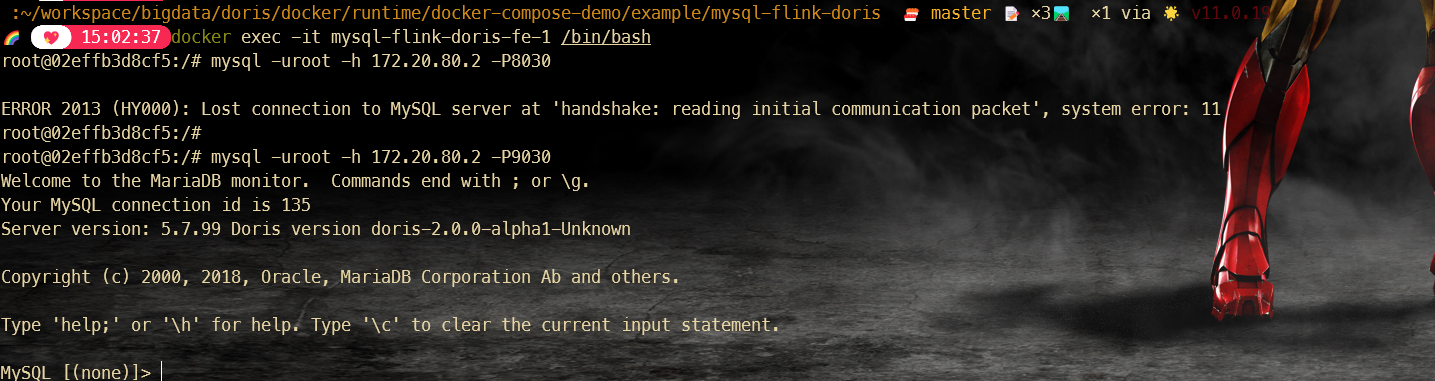 :~/workspace/bigdata/doris/docker/runtime/docker-compose-demo/example/mysql-flink-doris master ×3 ×1 via v11.0.19
15:02:37 docker exec -it mysql-flink-doris-fe-1 /bin/bash
root@02effb3d8cf5:/# mysql -uroot -h 172.20.80.2 -P8030
ERROR 2013 (HY000): Lost connection to MySQL server at 'handshake: reading initial communication packet', system error: 11
root@02effb3d8cf5:/#
root@02effb3d8cf5:/# mysql -uroot -h 172.20.80.2 -P9030
Welcome to the MariaDB monitor.  Commands end with ; or \g.
Your MySQL connection id is 135
Server version: 5.7.99 Doris version doris-2.0.0-alpha1-Unknown
Copyright (c) 2000, 2018, Oracle, MariaDB Corporation Ab and others.
Type 'help;' or '\h' for help. Type '\c' to clear the current input statement.
MySQL [(none)]>